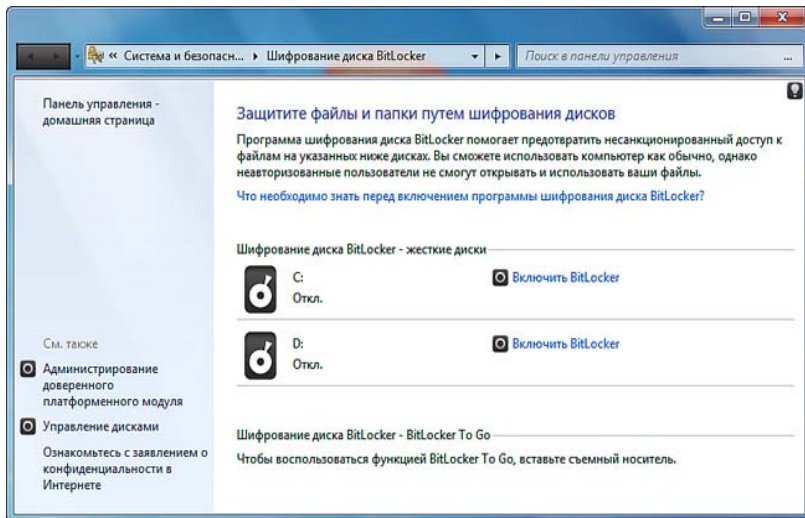 « Система и безопасн... ▸ Шифрование диска BitLocker
Поиск в панели управления
...
Панель управления -
домашняя страница
Защитите файлы и папки путем шифрования дисков
Программа шифрования диска BitLocker помогает предотвратить несанкционированный доступ к
файлам на указанных ниже дисках. Вы сможете использовать компьютер как обычно, однако
неавторизованные пользователи не смогут открывать и использовать ваши файлы.
Что необходимо знать перед включением программы шифрования диска BitLocker?
Шифрование диска BitLocker - жесткие диски
C:
Включить BitLocker
Откл.
D:
Включить BitLocker
Откл.
Шифрование диска BitLocker - BitLocker To Go
Чтобы воспользоваться функцией BitLocker To Go, вставьте съемный носитель.
См. также
Администрирование
доверенного
платформенного модуля
Управление дисками
Ознакомьтесь с заявлением о
конфиденциальности в
Интернете